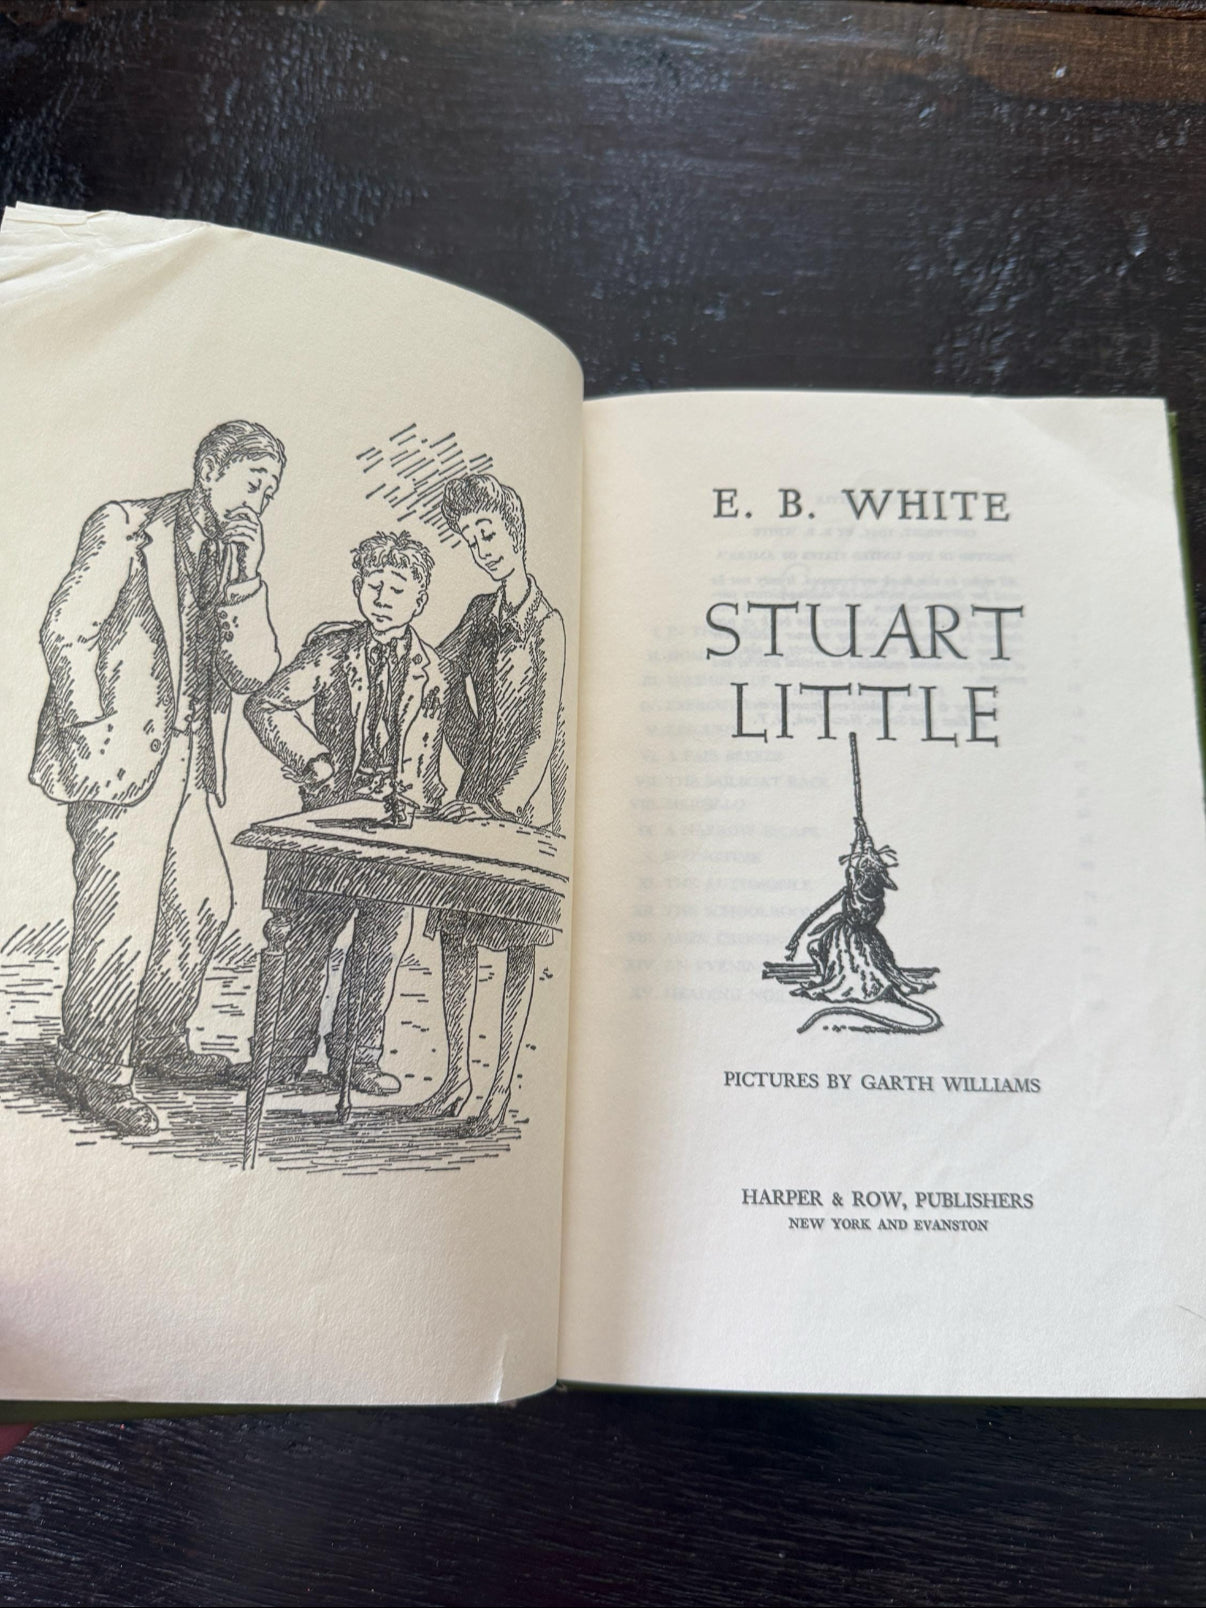 E. B. WHITE
STUART
LITTLE
PICTURES BY GARTH WILLIAMS
HARPER & ROW, PUBLISHERS
NEW YORK AND EVANSTON